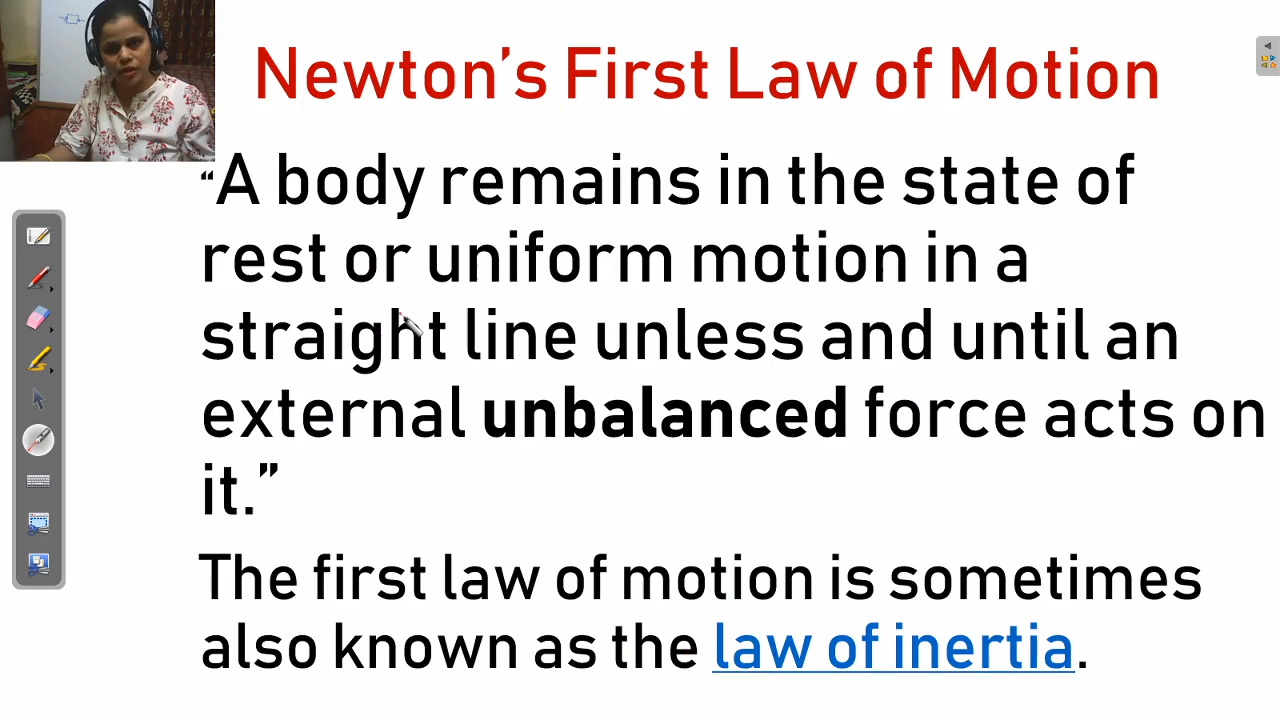 Newton’s First Law of Motion
“A body remains in the state of
rest or uniform motion in a
straight line unless and until an
external unbalanced force acts on
it.”
The first law of motion is sometimes
also known as the law of inertia.